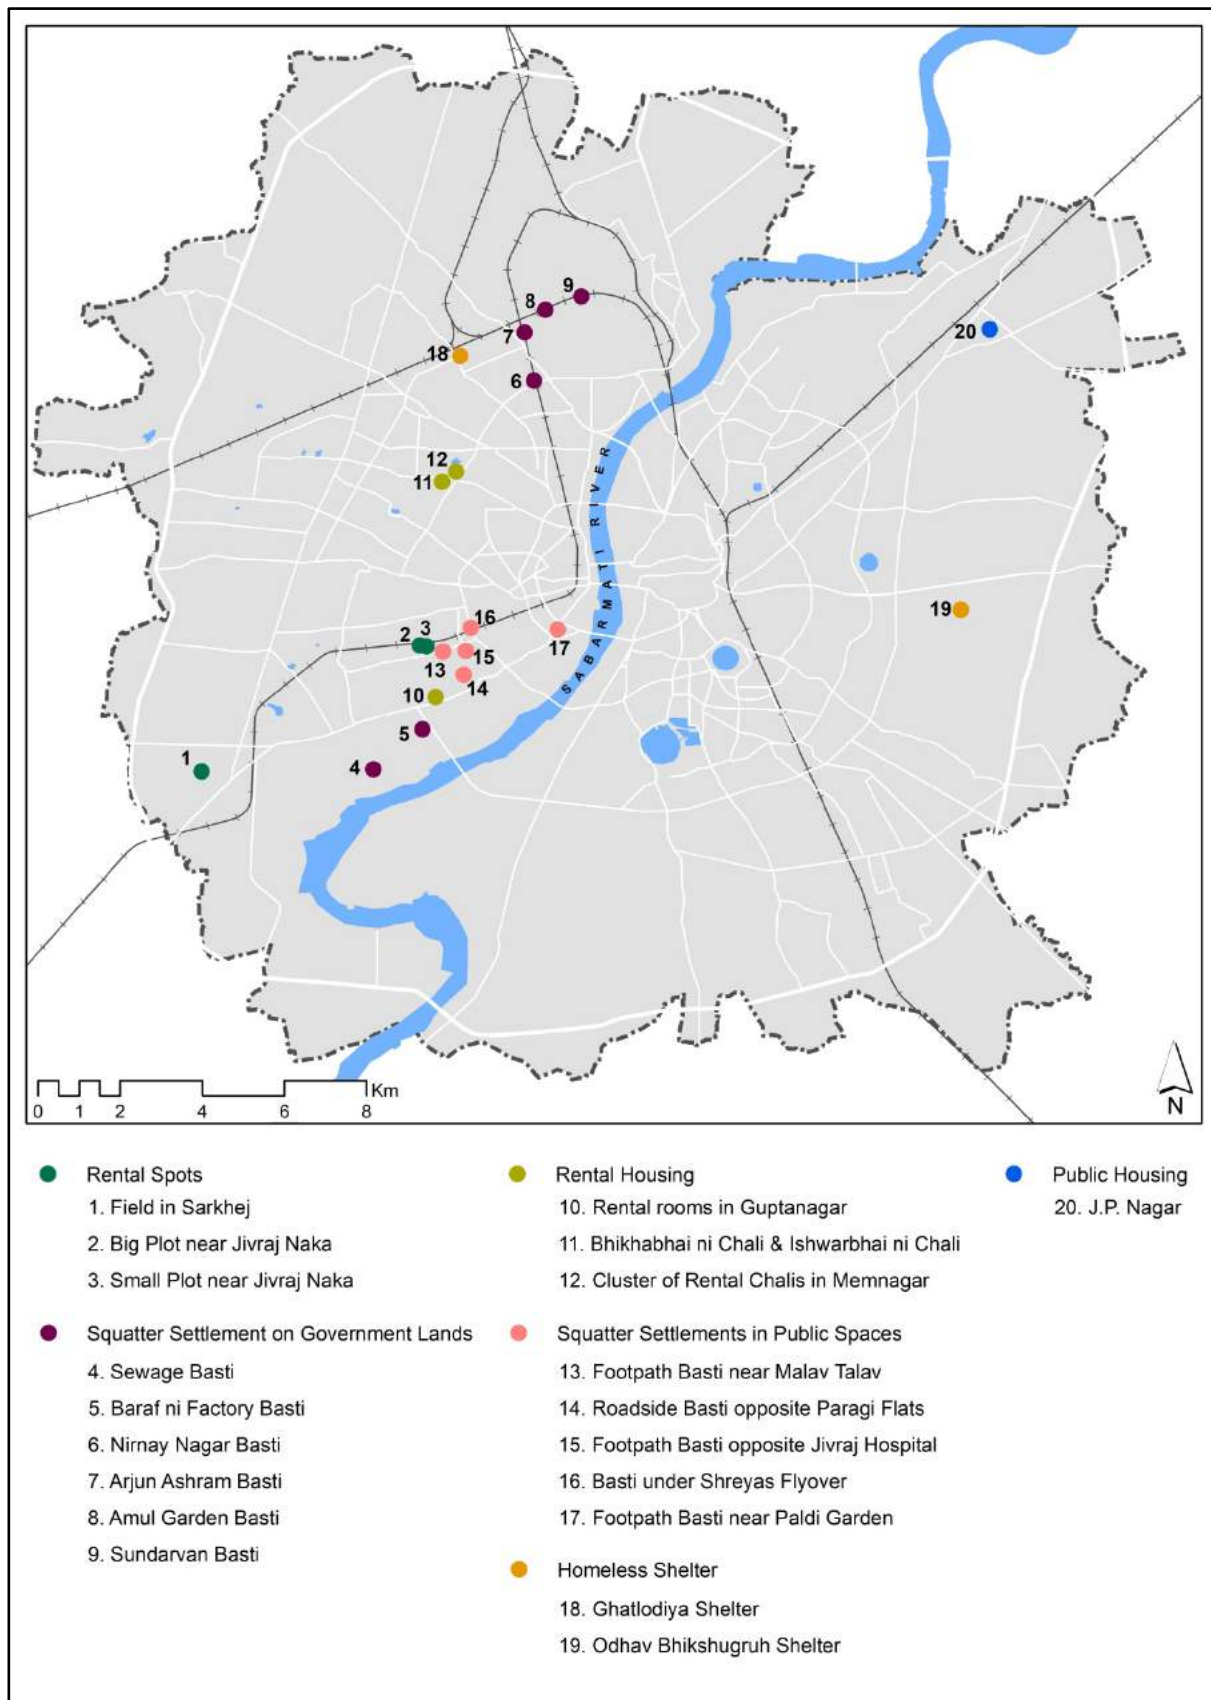 9
8
7
18
6
20
12
11
SABARMATI RIVER
19
16
2
3
17
13
15
14
10
5
1
4
Km
0 1 2 4 6 8
N
Rental Spots
1. Field in Sarkhej
2. Big Plot near Jivraj Naka
3. Small Plot near Jivraj Naka
Squatter Settlement on Government Lands
4. Sewage Basti
5. Baraf ni Factory Basti
6. Nirnay Nagar Basti
7. Arjun Ashram Basti
8. Amul Garden Basti
9. Sundarvan Basti
Rental Housing
10. Rental rooms in Guptanagar
11. Bhikhabhai ni Chali & Ishwarbhai ni Chali
12. Cluster of Rental Chalis in Memnagar
Squatter Settlements in Public Spaces
13. Footpath Basti near Malav Talav
14. Roadside Basti opposite Paragi Flats
15. Footpath Basti opposite Jivraj Hospital
16. Basti under Shreyas Flyover
17. Footpath Basti near Paldi Garden
Homeless Shelter
18. Ghatlodiya Shelter
19. Odhav Bhikshugruh Shelter
Public Housing
20. J.P. Nagar